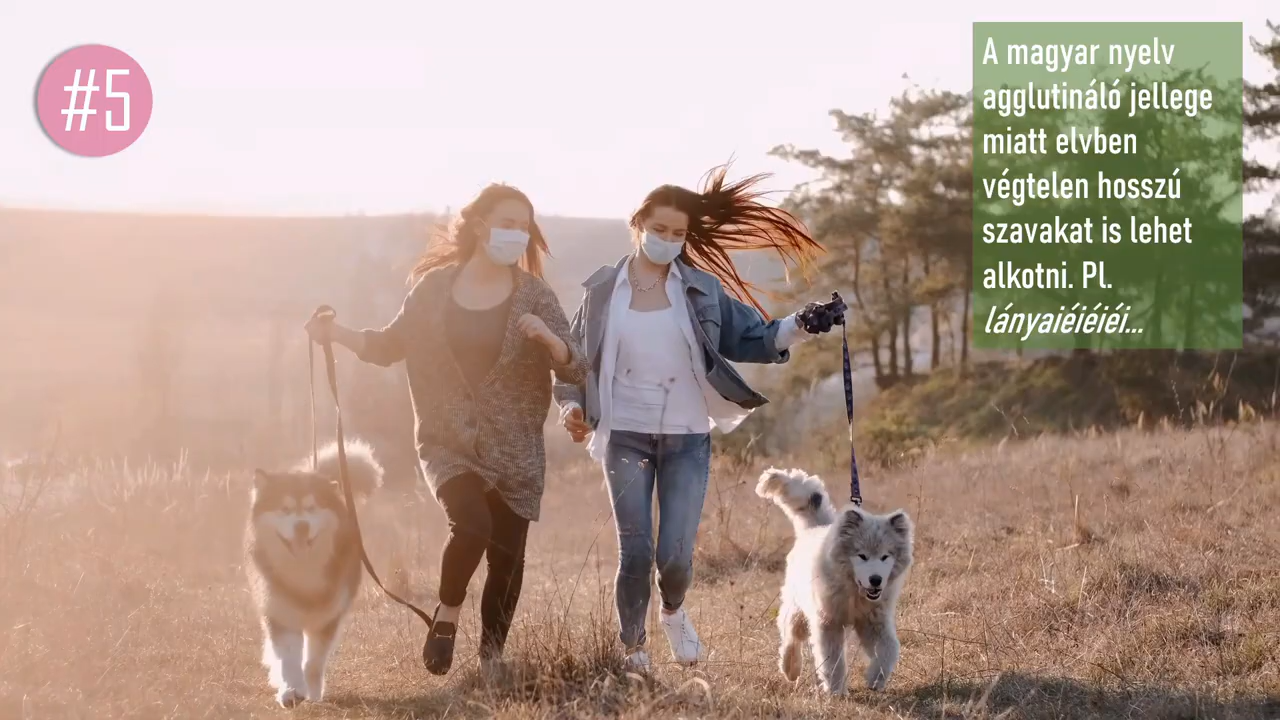 #5
A magyar nyelv
agglutináló jellege
miatt elvben
végtelen hosszú
szavakat is lehet
alkotni. Pl.
lányaiéiéiéi...